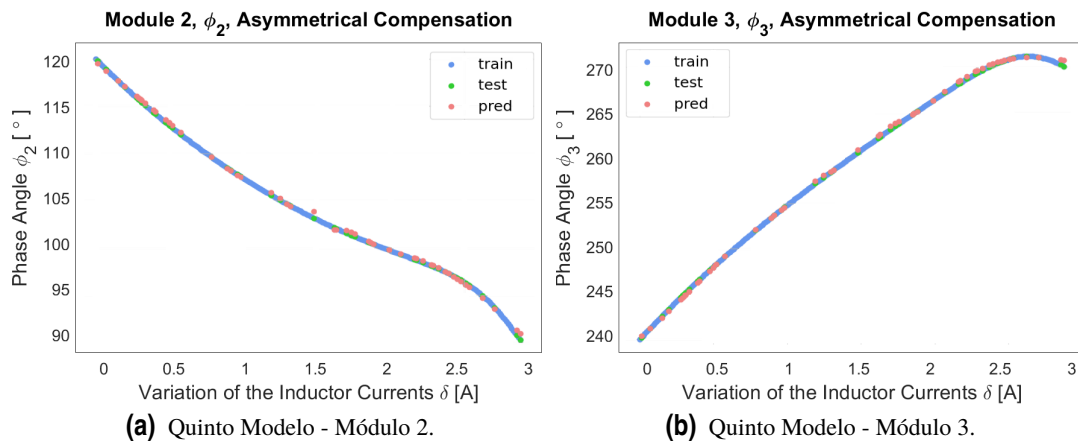 Module 2, ϕ2, Asymmetrical Compensation
120
115
110
105
100
95
90
Phase Angle ϕ2 [ ° ]
train
test
pred
0 0.5 1 1.5 2 2.5 3
Variation of the Inductor Currents δ [A]
(a) Quinto Modelo - Módulo 2.
Module 3, ϕ3, Asymmetrical Compensation
270
265
260
255
250
245
240
Phase Angle ϕ3 [ ° ]
train
test
pred
0 0.5 1 1.5 2 2.5 3
Variation of the Inductor Currents δ [A]
(b) Quinto Modelo - Módulo 3.